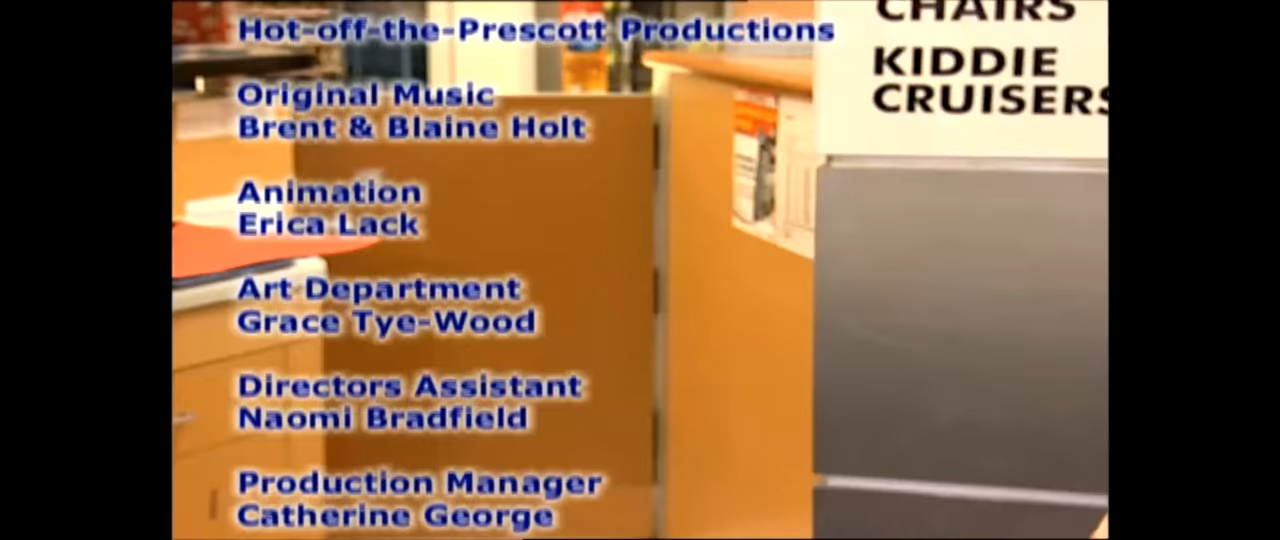 Hot-off-the-Prescott Productions
Original Music
Brent & Blaine Holt
Animation
Erica Lack
Art Department
Grace Tye-Wood
Directors Assistant
Naomi Bradfield
Production Manager
Catherine George
CHAIRS
KIDDIE
CRUISERS